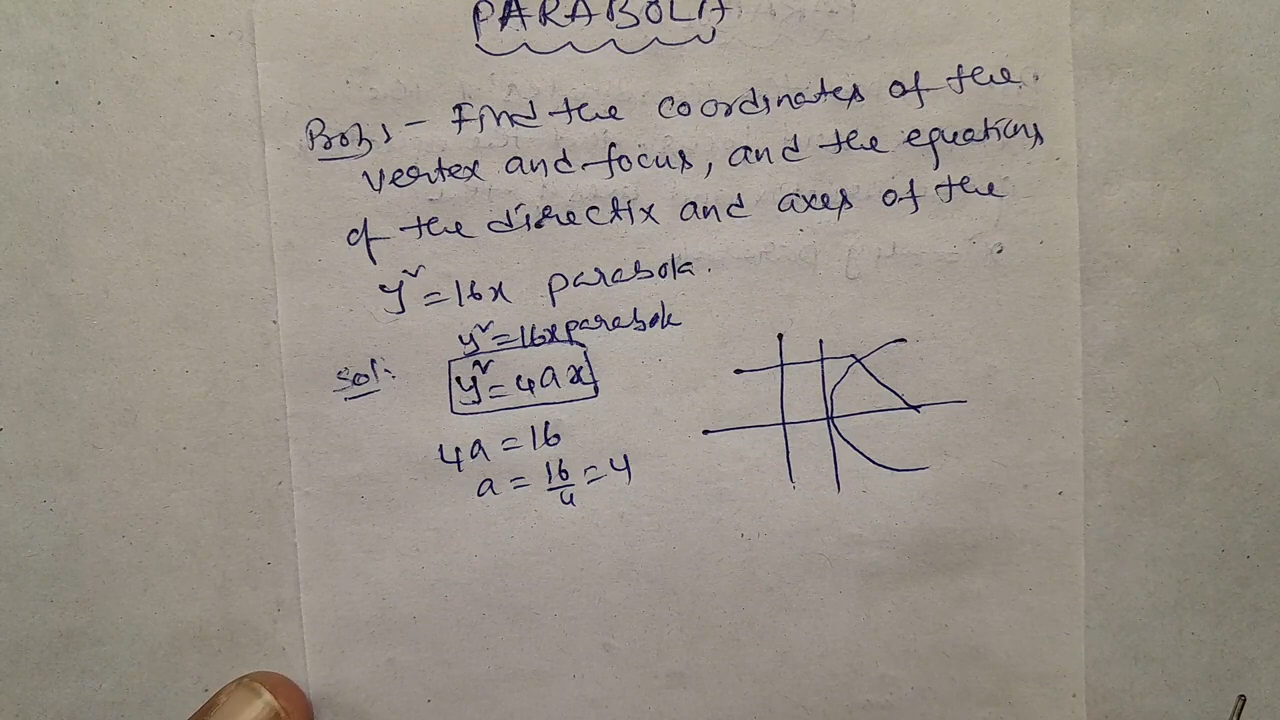 PARABOLA
Prob:- Find the coordinates of the
vertex and focus, and the equations
of the directix and axes of the
y² = 16x parabola.
y² = 16x parabola
Sol:
y² = 4ax
4a = 16
a = 16/4 = 4